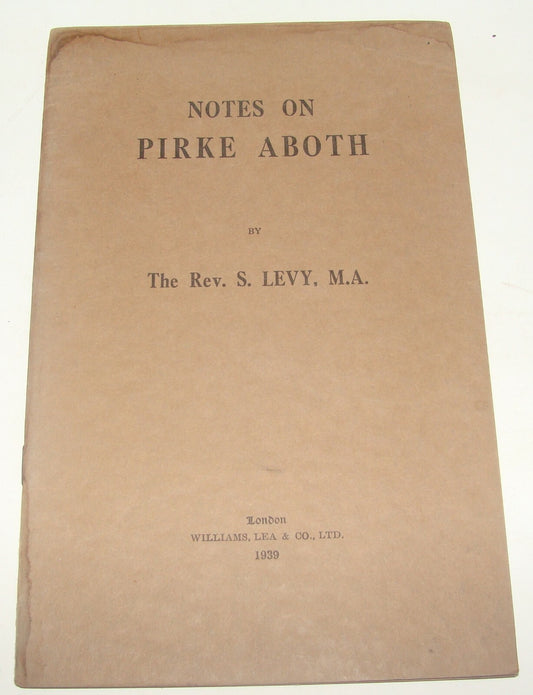 NOTES ON
PIRKE ABOTH
BY
The Rev. S. LEVY, M.A.
London
WILLIAMS, LEA & CO., LTD.
1939